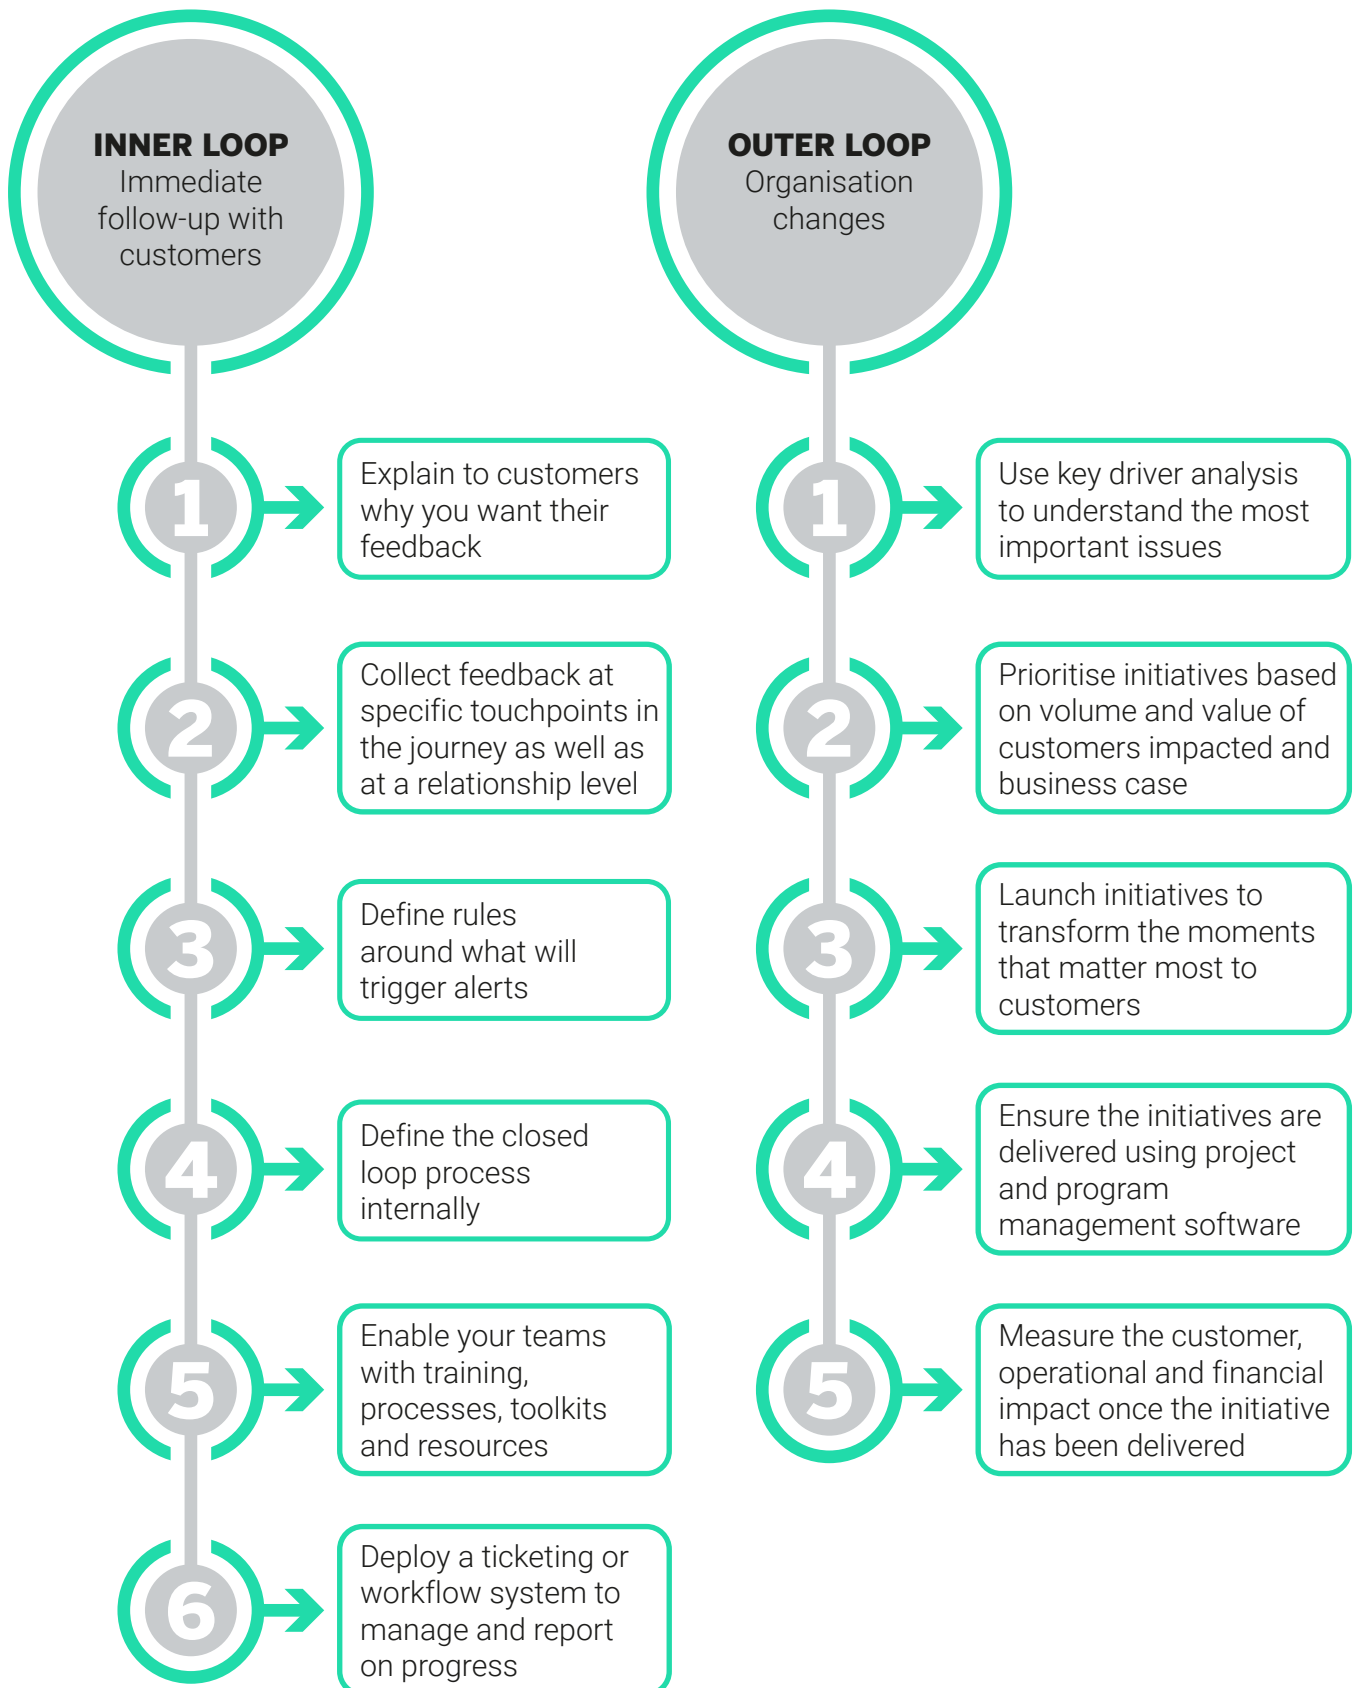 INNER LOOP
Immediate
follow-up with
customers
1
Explain to customers
why you want their
feedback
2
Collect feedback at
specific touchpoints in
the journey as well as
at a relationship level
3
Define rules
around what will
trigger alerts
4
Define the closed
loop process
internally
5
Enable your teams
with training,
processes, toolkits
and resources
6
Deploy a ticketing or
workflow system to
manage and report
on progress
OUTER LOOP
Organisation
changes
1
Use key driver analysis
to understand the most
important issues
2
Prioritise initiatives based
on volume and value of
customers impacted and
business case
3
Launch initiatives to
transform the moments
that matter most to
customers
4
Ensure the initiatives are
delivered using project
and program
management software
5
Measure the customer,
operational and financial
impact once the initiative
has been delivered